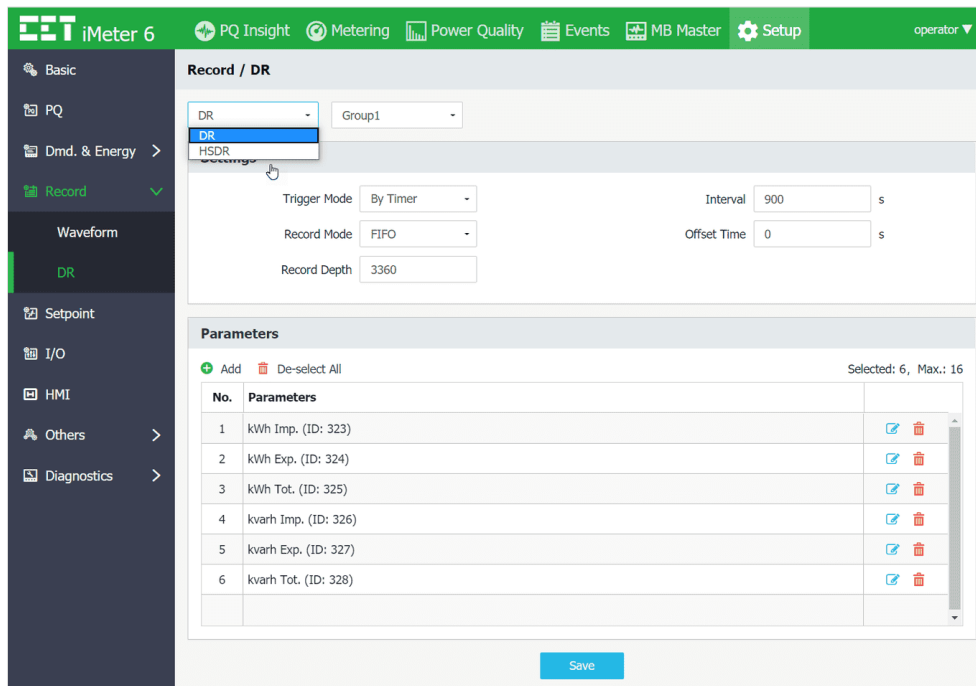 CET iMeter 6
PQ Insight Metering Power Quality Events MB Master Setup operator
Basic
PQ
Dmd. & Energy
Record
Waveform
DR
Setpoint
I/O
HMI
Others
Diagnostics
Record / DR
DR Group1
DR
HSDR
Settings
Trigger Mode By Timer Interval 900 s
Record Mode FIFO Offset Time 0 s
Record Depth 3360
Parameters
Add De-select All Selected: 6, Max.: 16
No. Parameters
1 kWh Imp. (ID: 323)
2 kWh Exp. (ID: 324)
3 kWh Tot. (ID: 325)
4 kvarh Imp. (ID: 326)
5 kvarh Exp. (ID: 327)
6 kvarh Tot. (ID: 328)
Save